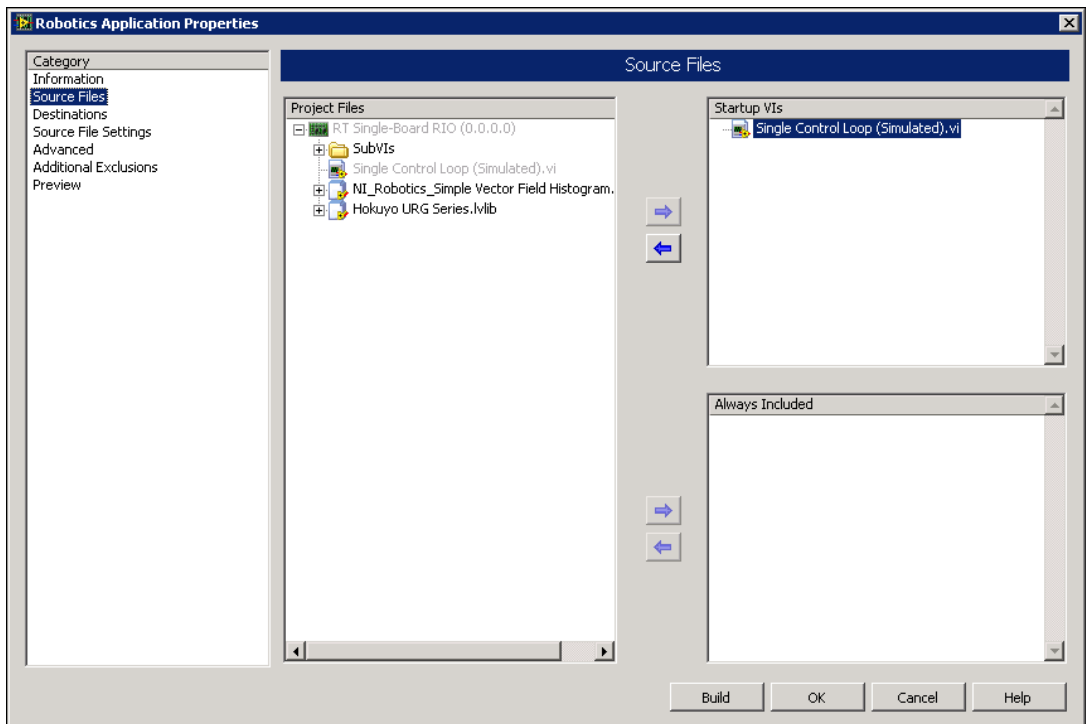 Robotics Application Properties
Category
Information
Source Files
Destinations
Source File Settings
Advanced
Additional Exclusions
Preview
Source Files
Project Files
RT Single-Board RIO (0.0.0.0)
SubVIs
Single Control Loop (Simulated).vi
NI_Robotics_Simple Vector Field Histogram.
Hokuyo URG Series.lvlib
Startup VIs
Single Control Loop (Simulated).vi
Always Included
Build
OK
Cancel
Help